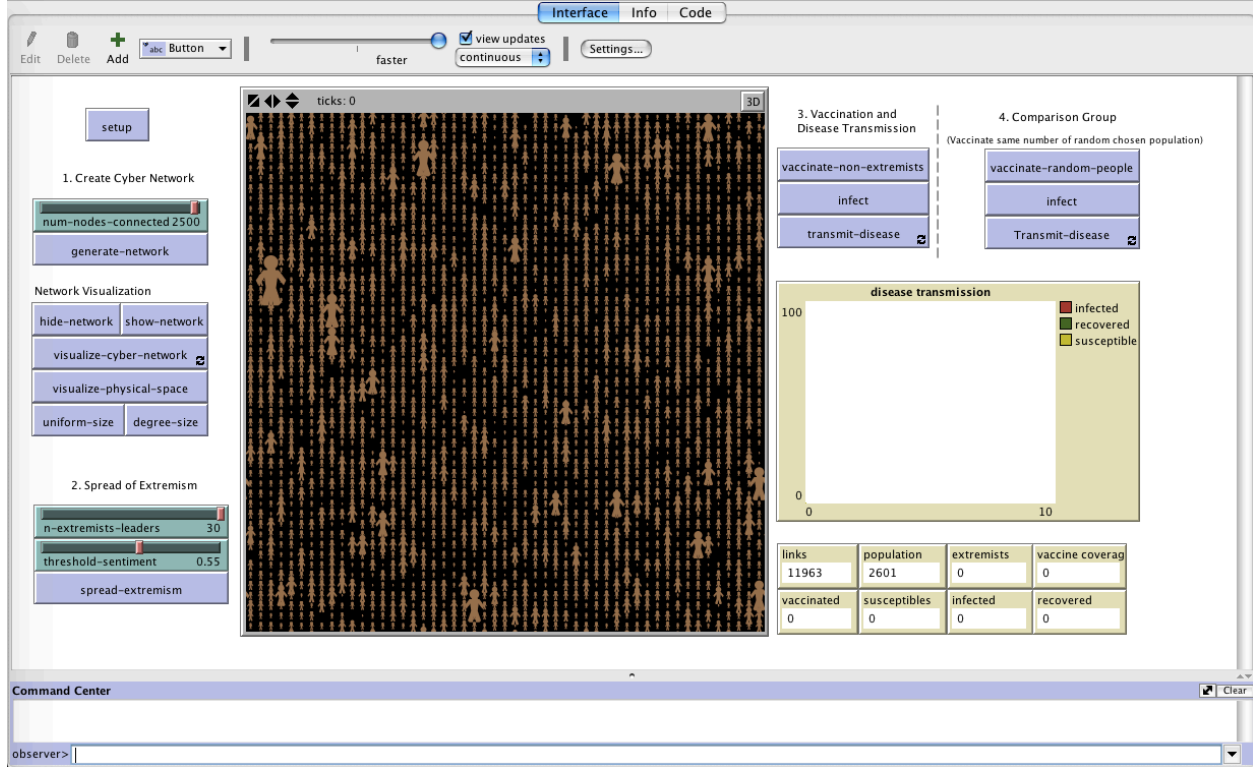 Interface Info Code
Edit Delete Add abc Button faster view updates continuous Settings...
setup
1. Create Cyber Network
num-nodes-connected 2500
generate-network
Network Visualization
hide-network show-network
visualize-cyber-network
visualize-physical-space
uniform-size degree-size
2. Spread of Extremism
n-extremists-leaders 30
threshold-sentiment 0.55
spread-extremism
ticks: 0 3D
3. Vaccination and
Disease Transmission
vaccinate-non-extremists
infect
transmit-disease
4. Comparison Group
(Vaccinate same number of random chosen population)
vaccinate-random-people
infect
Transmit-disease
disease transmission
100
0
0 10
infected
recovered
susceptible
links population extremists vaccine coverag
11963 2601 0 0
vaccinated susceptibles infected recovered
0 0 0 0
Command Center Clear
observer>